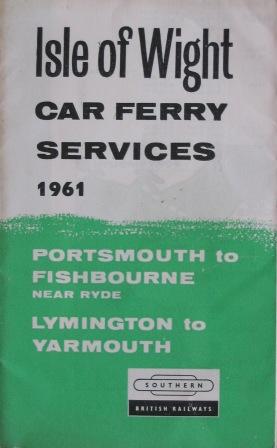 Isle of Wight
CAR FERRY
SERVICES
1961
PORTSMOUTH to
FISHBOURNE
NEAR RYDE
LYMINGTON to
YARMOUTH
SOUTHERN
BRITISH RAILWAYS